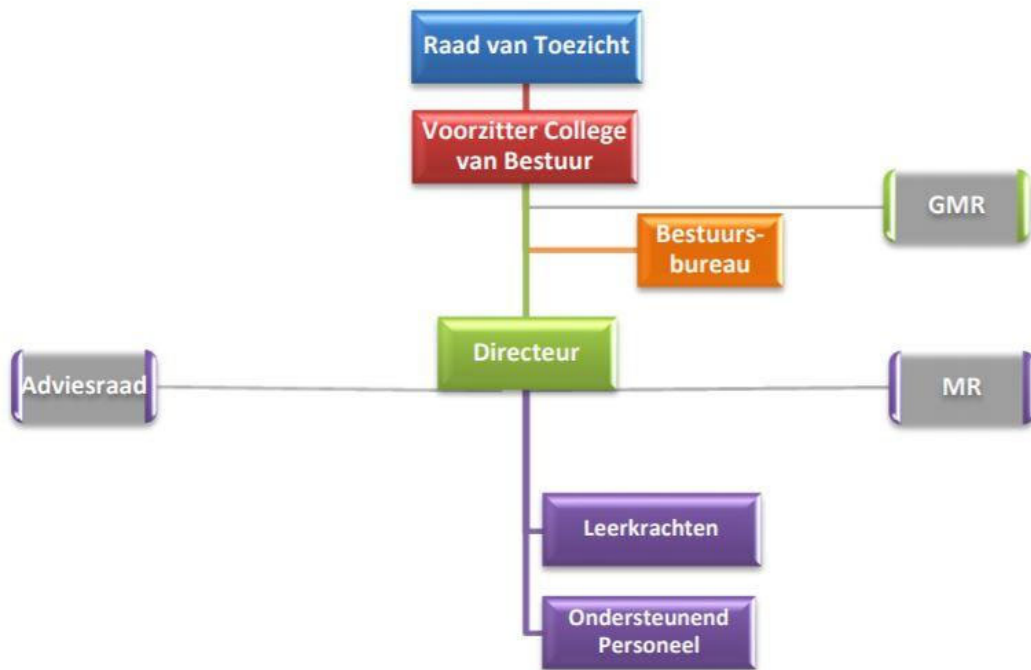 Raad van Toezicht
Voorzitter College
van Bestuur
GMR
Bestuurs-
bureau
Directeur
Adviesraad
MR
Leerkrachten
Ondersteunend
Personeel